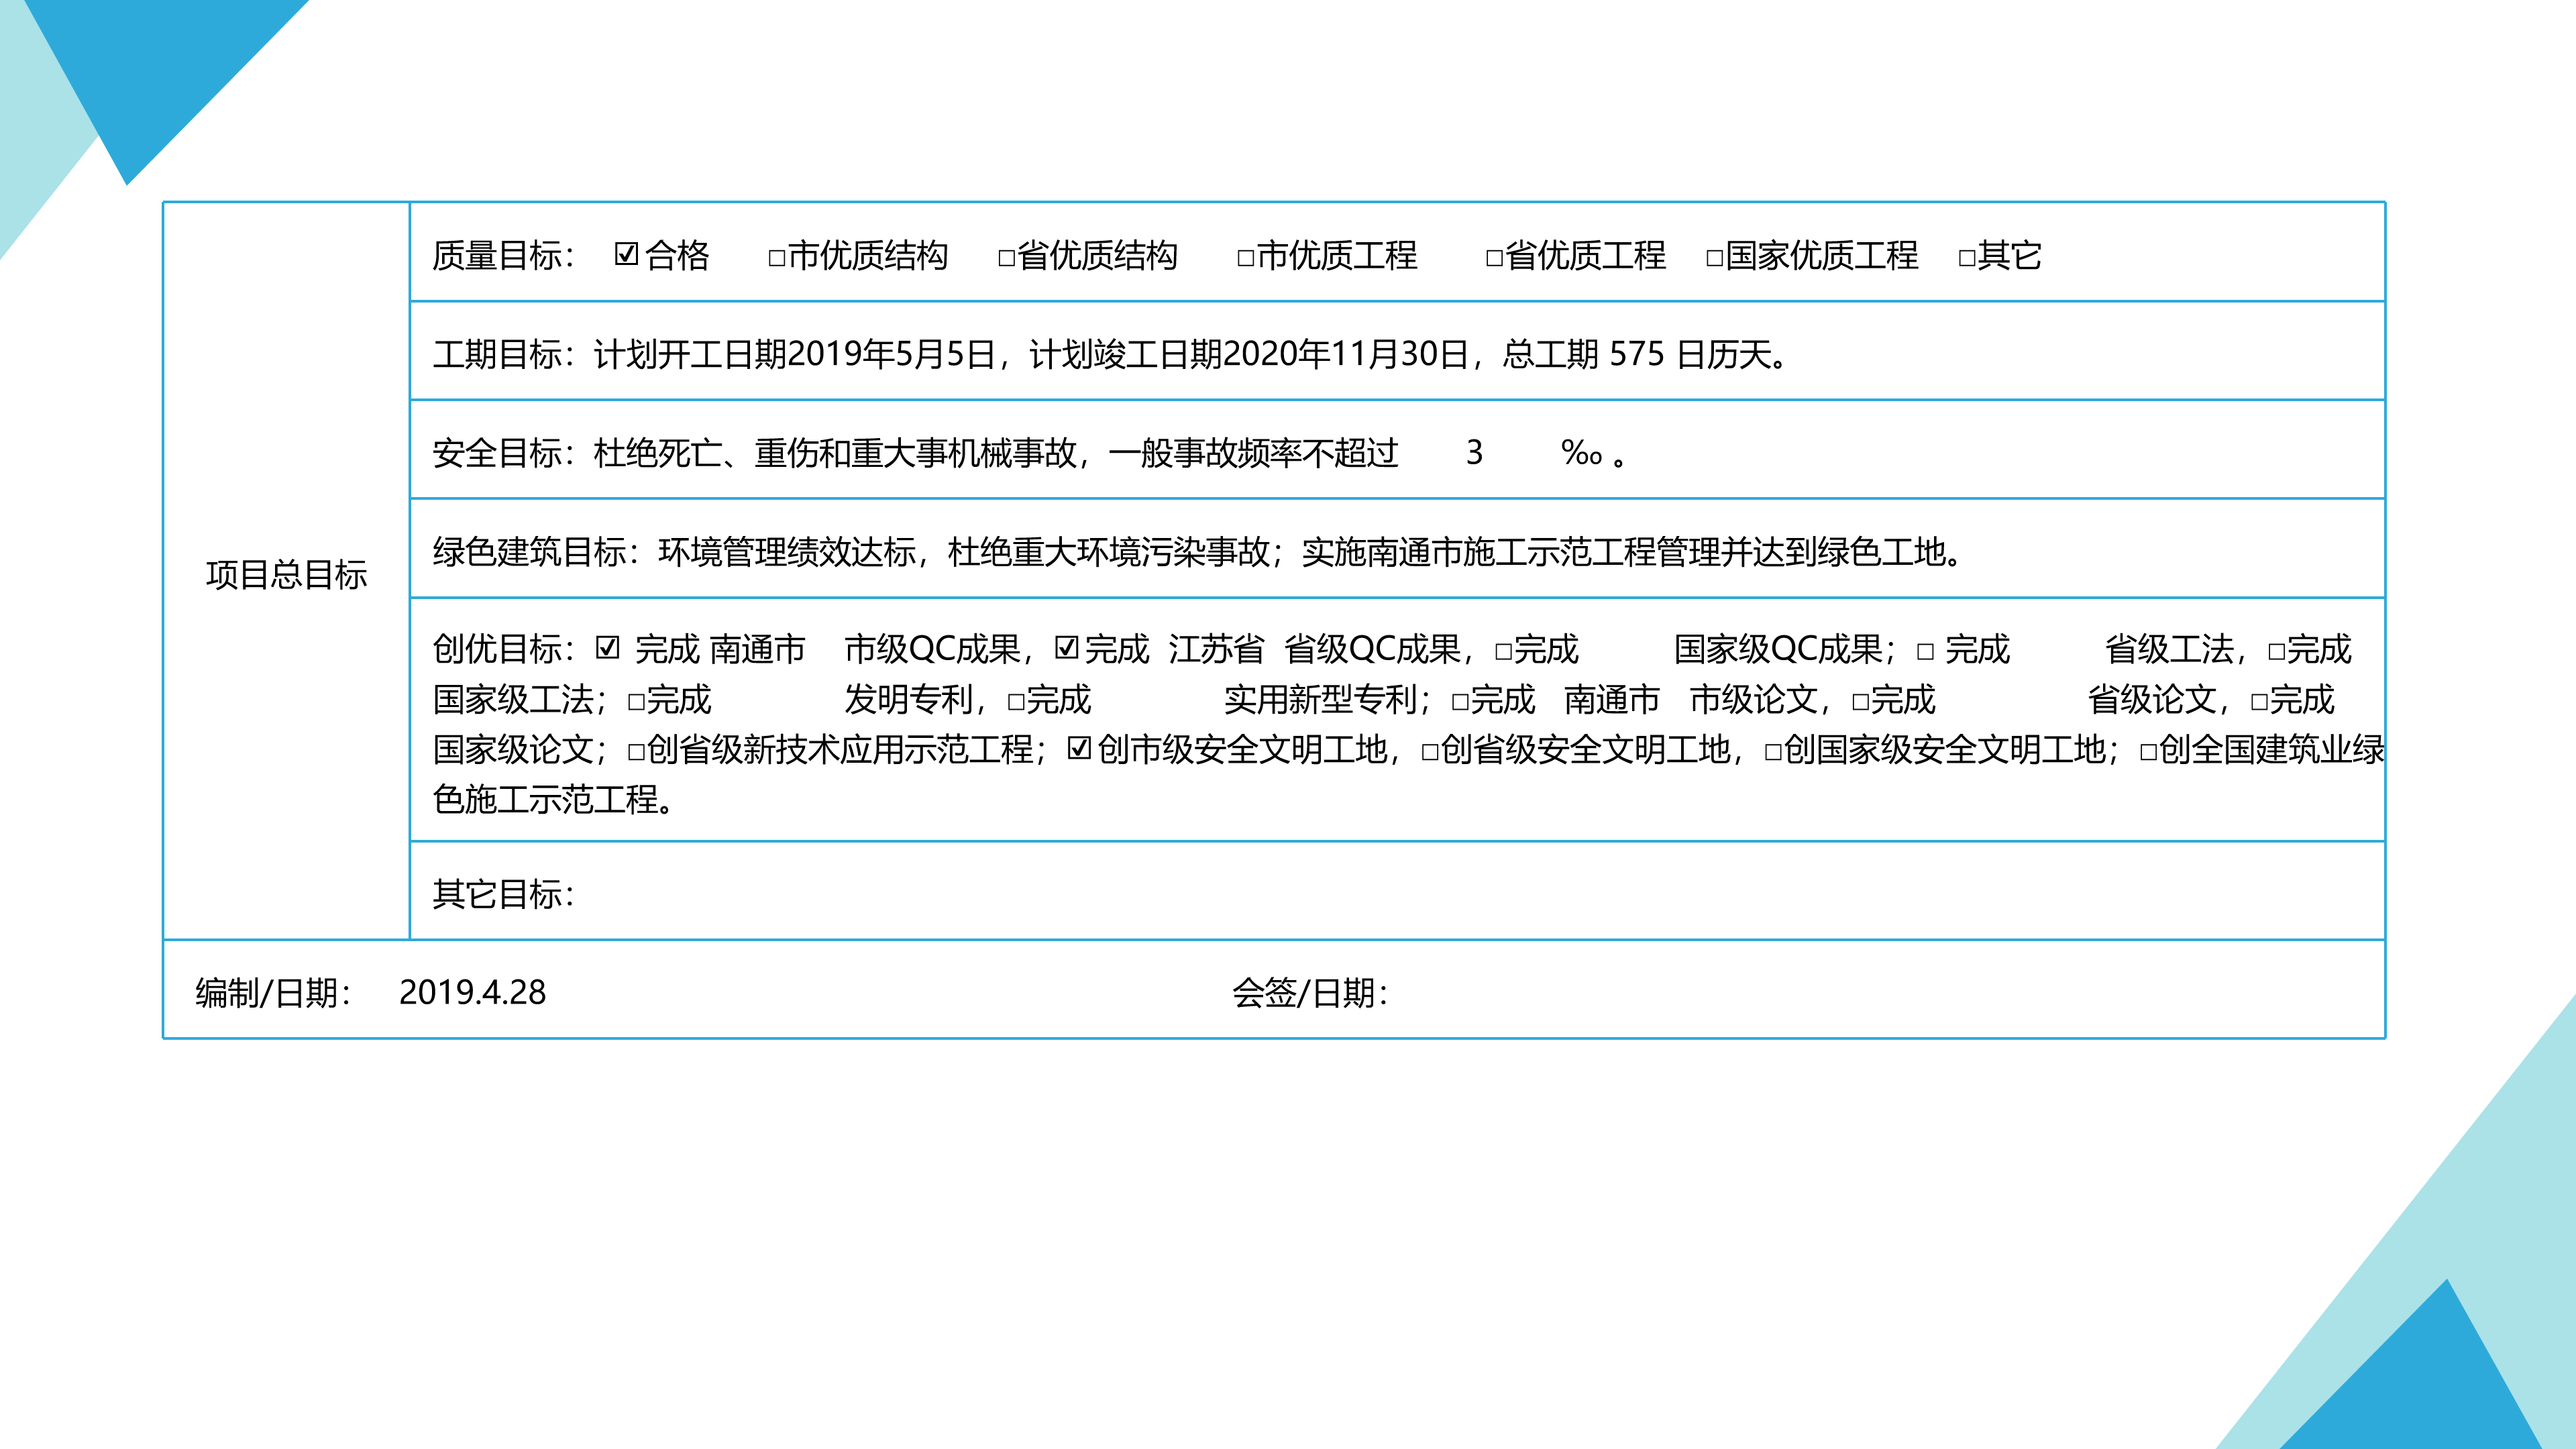 项目总目标
质量目标： ☑合格 □市优质结构 □省优质结构 □市优质工程 □省优质工程 □国家优质工程 □其它
工期目标：计划开工日期2019年5月5日，计划竣工日期2020年11月30日，总工期 575 日历天。
安全目标：杜绝死亡、重伤和重大事机械事故，一般事故频率不超过 3 ‰ 。
绿色建筑目标：环境管理绩效达标，杜绝重大环境污染事故；实施南通市施工示范工程管理并达到绿色工地。
创优目标：☑ 完成 南通市 市级QC成果，☑完成 江苏省 省级QC成果，□完成 国家级QC成果；□ 完成 省级工法，□完成
国家级工法；□完成 发明专利，□完成 实用新型专利；□完成 南通市 市级论文，□完成 省级论文，□完成
国家级论文；□创省级新技术应用示范工程；☑创市级安全文明工地，□创省级安全文明工地，□创国家级安全文明工地；□创全国建筑业绿
色施工示范工程。
其它目标：
编制/日期： 2019.4.28 会签/日期：